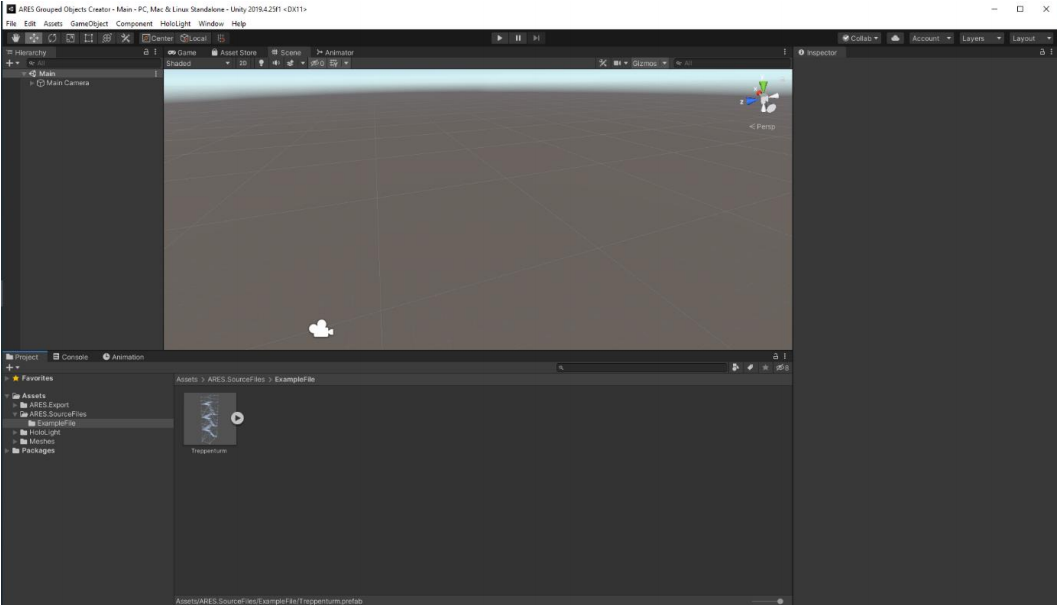 ARES Grouped Objects Creator - Main - PC, Mac & Linux Standalone - Unity 2019.4.25f1 <DX11>
File Edit Assets GameObject Component HoloLight Window Help
Center Local Collab Account Layers Layout
Hierarchy Game Asset Store Scene Animator Inspector
All Shaded 2D 0 Gizmos All
Main
Main Camera
y
x
z
Persp
Project Console Animation
8
Favorites Assets > ARES.SourceFiles > ExampleFile
Assets
ARES.Export
ARES.SourceFiles
ExampleFile
HoloLight
Meshes
Packages
Treppenturm
Assets/ARES.SourceFiles/ExampleFile/Treppenturm.prefab